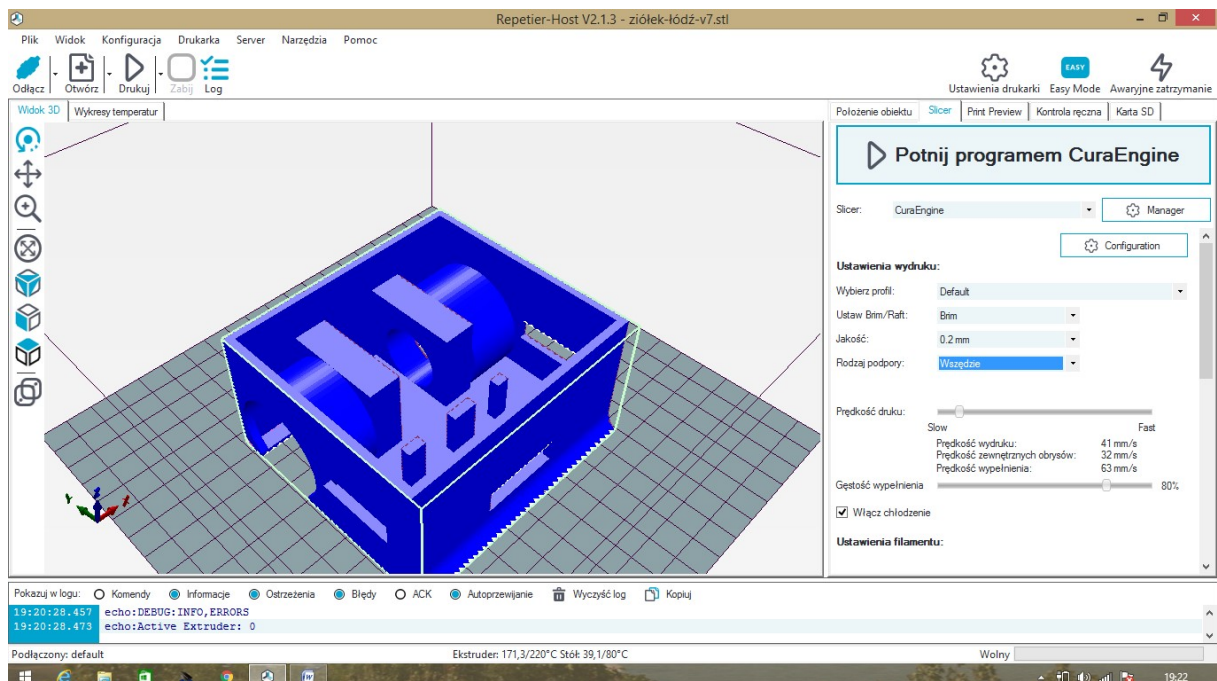 Repetier-Host V2.1.3 - ziółek-łódź-v7.stl
Plik Widok Konfiguracja Drukarka Server Narzędzia Pomoc
Odłącz Otwórz Drukuj Zabij Log
Ustawienia drukarki Easy Mode Awaryjne zatrzymanie
EASY
Widok 3D Wykresy temperatur
Położenie obiektu Slicer Print Preview Kontrola ręczna Karta SD
Potnij programem CuraEngine
Slicer: CuraEngine Manager
Configuration
Ustawienia wydruku:
Wybierz profil: Default
Ustaw Brim/Raft: Brim
Jakość: 0.2 mm
Rodzaj podpory: Wszędzie
Prędkość druku:
Slow Fast
Prędkość wydruku: 41 mm/s
Prędkość zewnętrznych obrysów: 32 mm/s
Prędkość wypełnienia: 63 mm/s
Gęstość wypełnienia 80%
Włącz chłodzenie
Ustawienia filamentu:
Pokazuj w logu: Komendy Informacje Ostrzeżenia Błędy ACK Autoprzewijanie Wyczyść log Kopiuj
19:20:28.457 echo:DEBUG:INFO,ERRORS
19:20:28.473 echo:Active Extruder: 0
Podłączony: default Ekstruder: 171,3/220°C Stół: 39,1/80°C Wolny
19:22